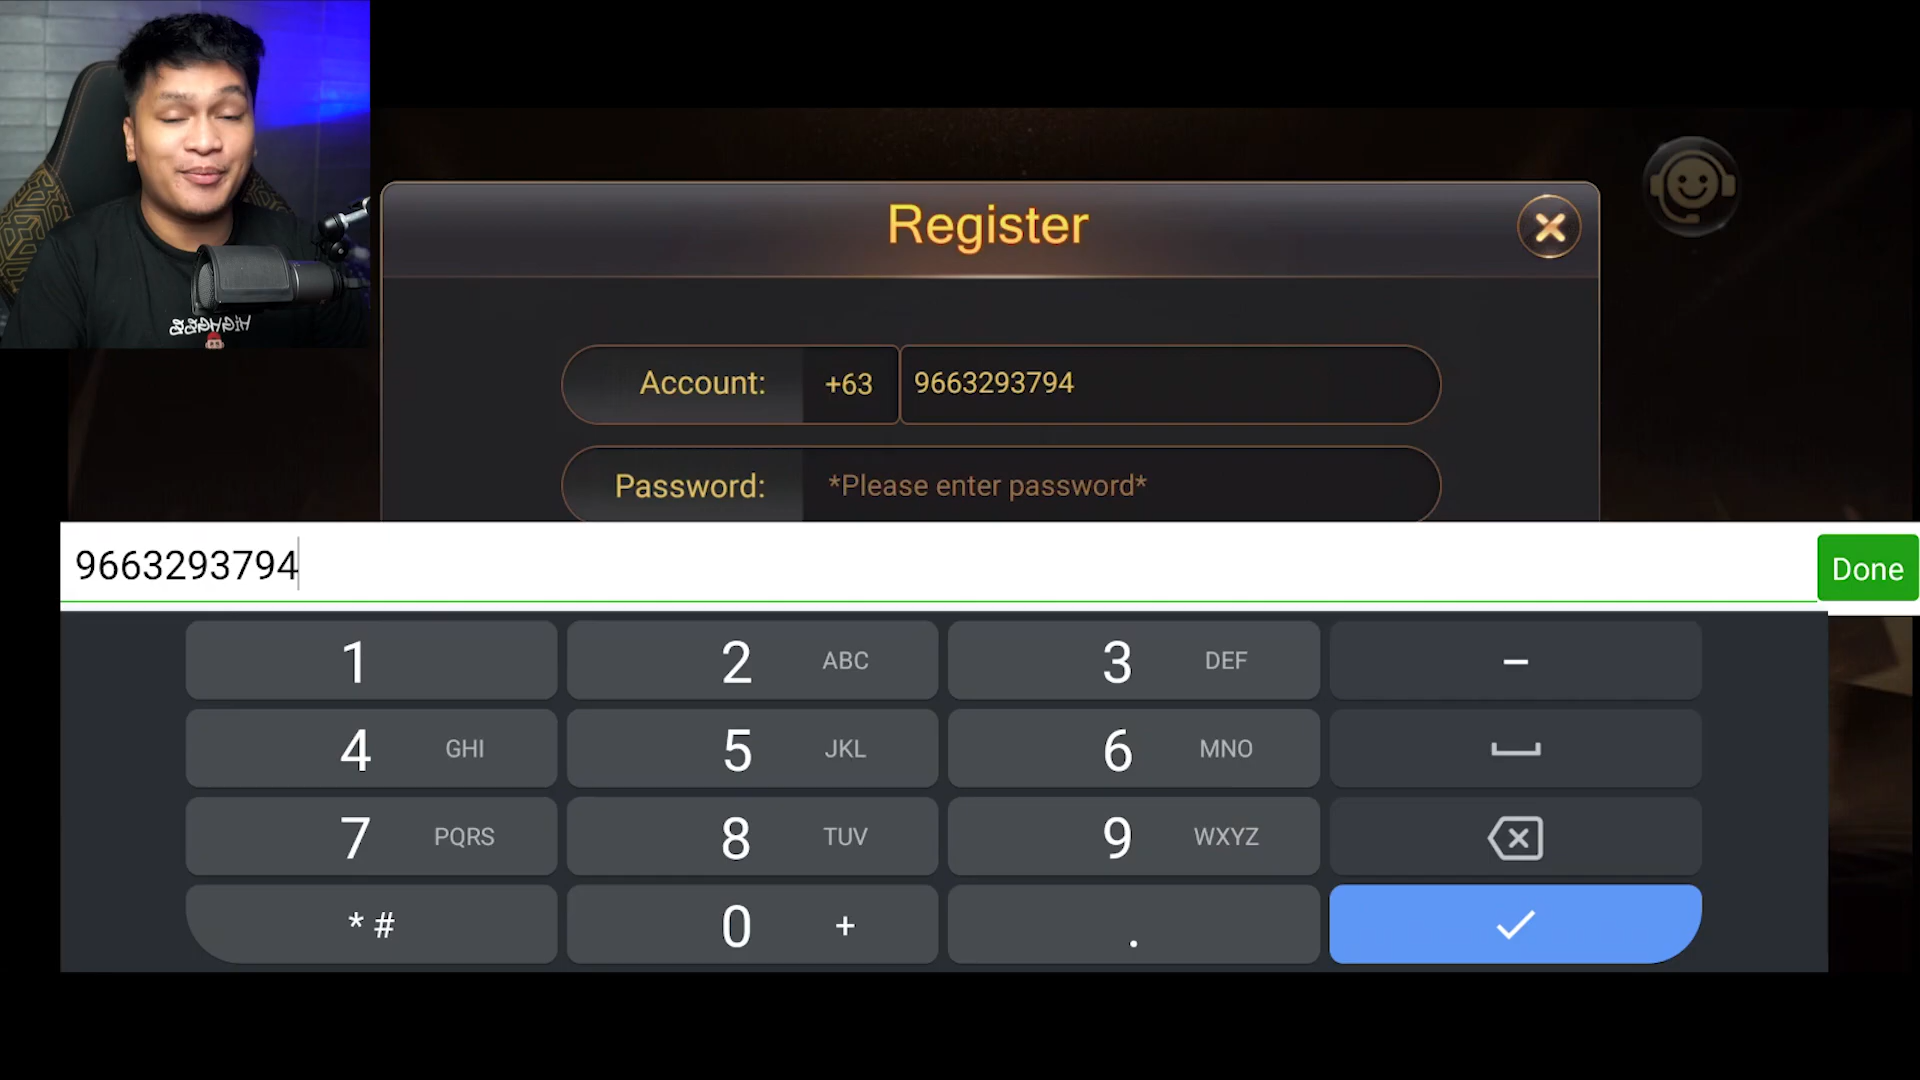 Register
Account: +63 9663293794
Password: *Please enter password*
9663293794 Done
1 2 ABC 3 DEF –
4 GHI 5 JKL 6 MNO
7 PQRS 8 TUV 9 WXYZ
* # 0 + .